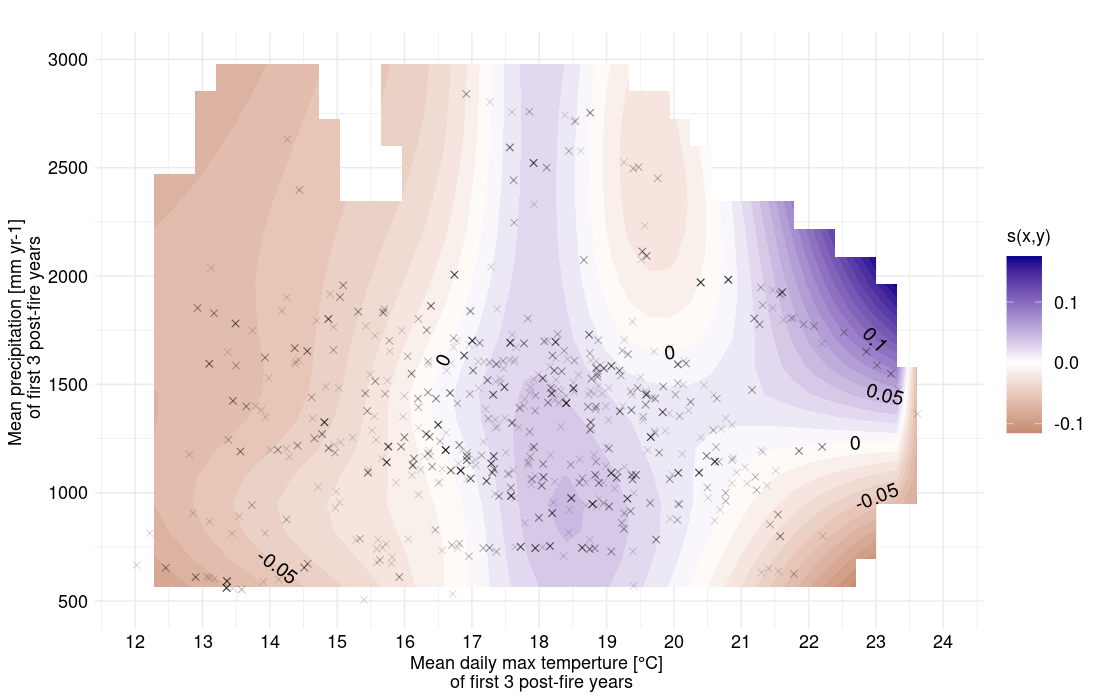 3000
2500
2000
1500
1000
500
Mean precipitation [mm yr-1]
of first 3 post-fire years
0
0
0.1
0.05
0
-0.05
-0.05
12 13 14 15 16 17 18 19 20 21 22 23 24
Mean daily max temperture [°C]
of first 3 post-fire years
s(x,y)
0.1
0.0
-0.1